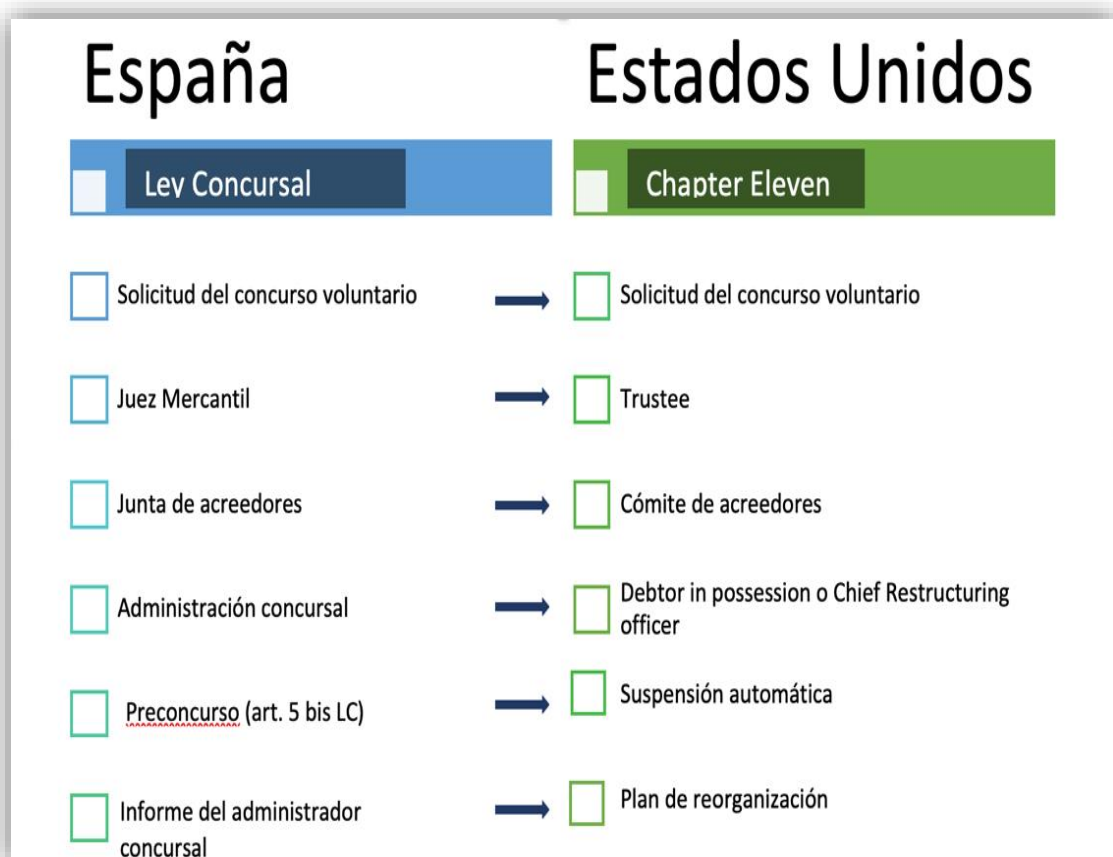 España
Estados Unidos
Ley Concursal
Chapter Eleven
Solicitud del concurso voluntario
Solicitud del concurso voluntario
Juez Mercantil
Trustee
Junta de acreedores
Cómite de acreedores
Administración concursal
Debtor in possession o Chief Restructuring
officer
Preconcurso (art. 5 bis LC)
Suspensión automática
Informe del administrador
concursal
Plan de reorganización